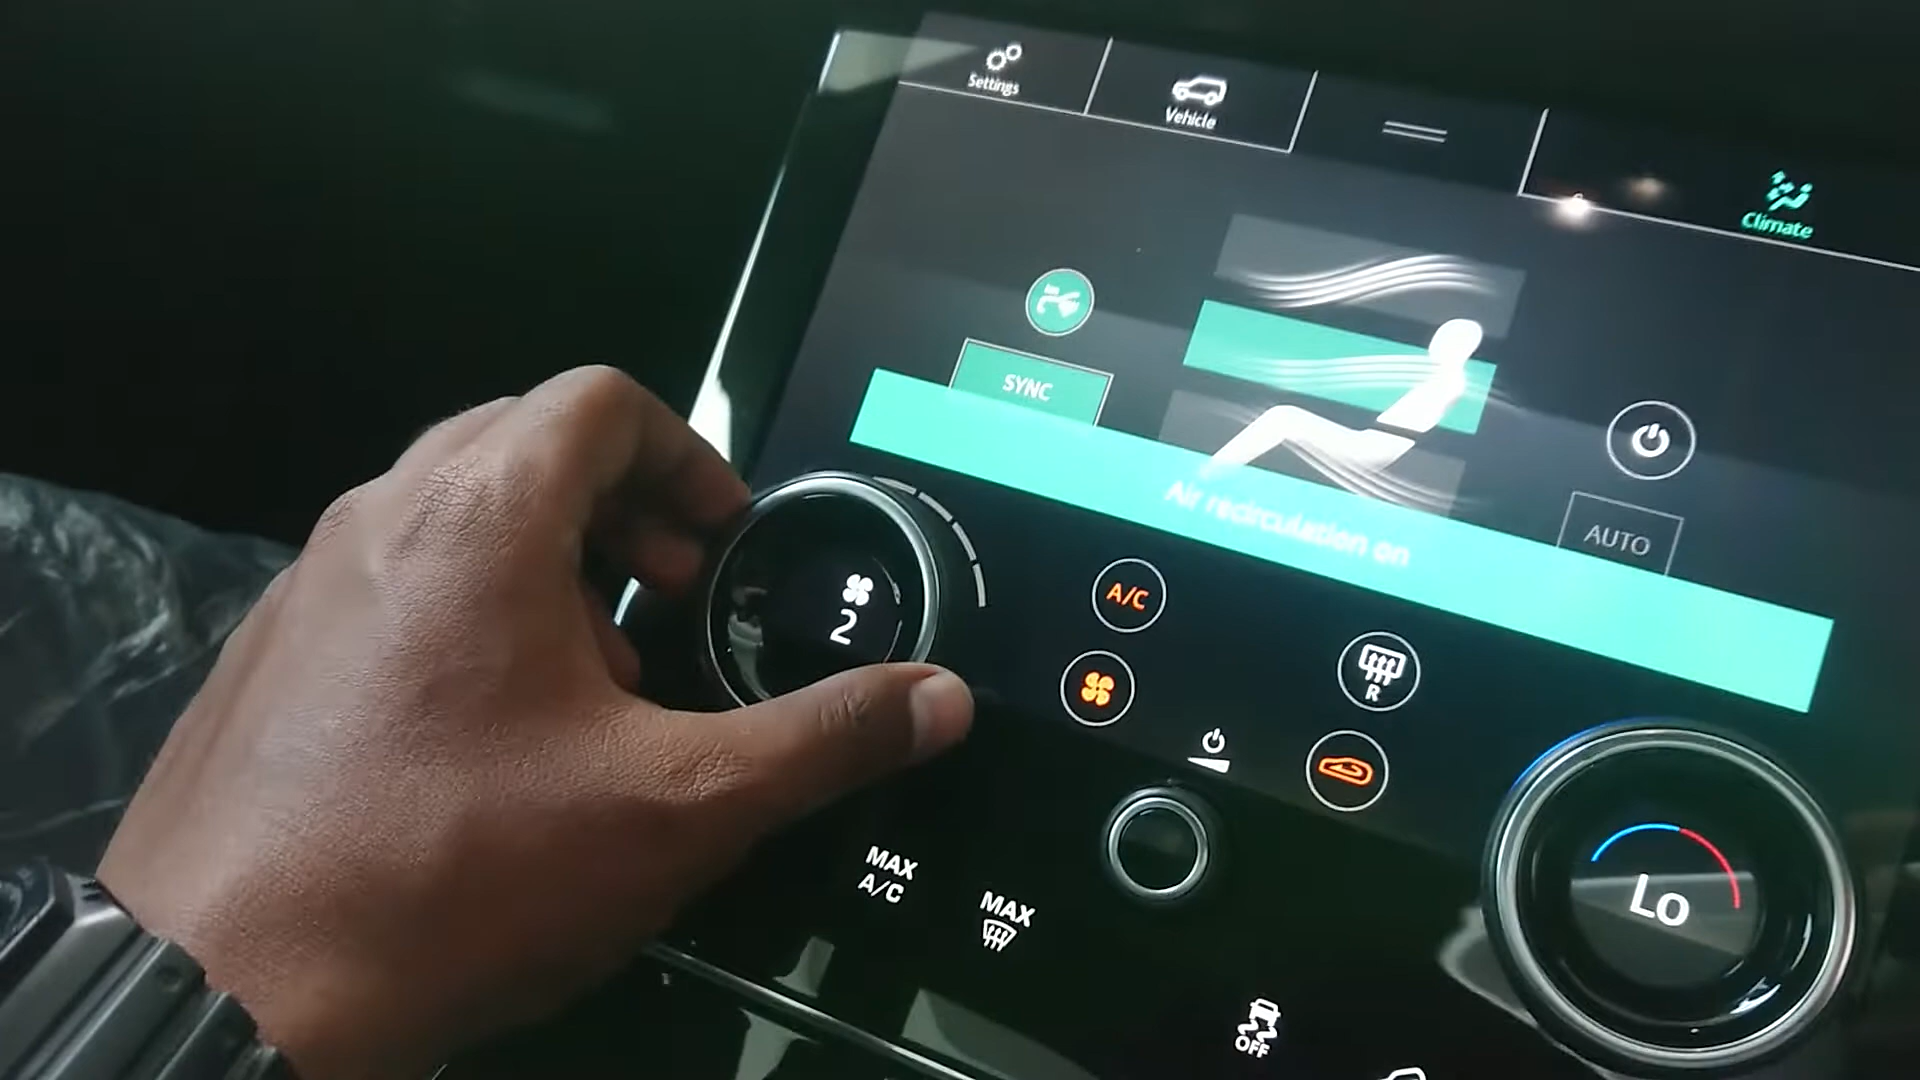 Settings
Vehicle
Climate
SYNC
Air recirculation on
AUTO
2
A/C
R
MAX
A/C
MAX
Lo
OFF